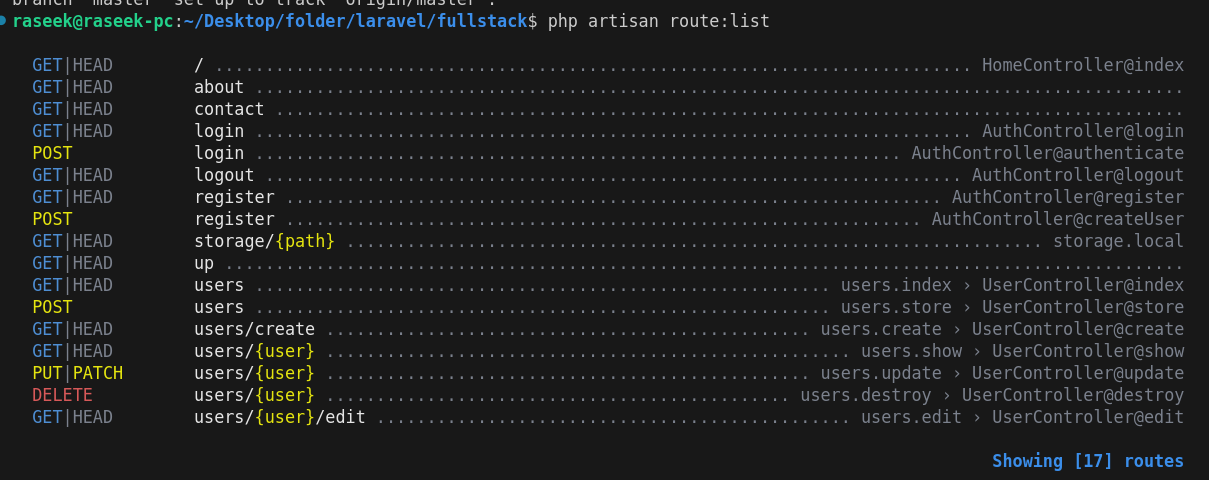 branch 'master' set up to track 'origin/master'.
raseek@raseek-pc:~/Desktop/folder/laravel/fullstack$ php artisan route:list
GET|HEAD / ........................................................................... HomeController@index
GET|HEAD about ............................................................................................
GET|HEAD contact ..........................................................................................
GET|HEAD login ....................................................................... AuthController@login
POST login ................................................................ AuthController@authenticate
GET|HEAD logout ..................................................................... AuthController@logout
GET|HEAD register ................................................................. AuthController@register
POST register ............................................................... AuthController@createUser
GET|HEAD storage/{path} ..................................................................... storage.local
GET|HEAD up ...............................................................................................
GET|HEAD users ......................................................... users.index › UserController@index
POST users ......................................................... users.store › UserController@store
GET|HEAD users/create ................................................ users.create › UserController@create
GET|HEAD users/{user} .................................................... users.show › UserController@show
PUT|PATCH users/{user} ................................................ users.update › UserController@update
DELETE users/{user} .............................................. users.destroy › UserController@destroy
GET|HEAD users/{user}/edit ............................................... users.edit › UserController@edit
Showing [17] routes